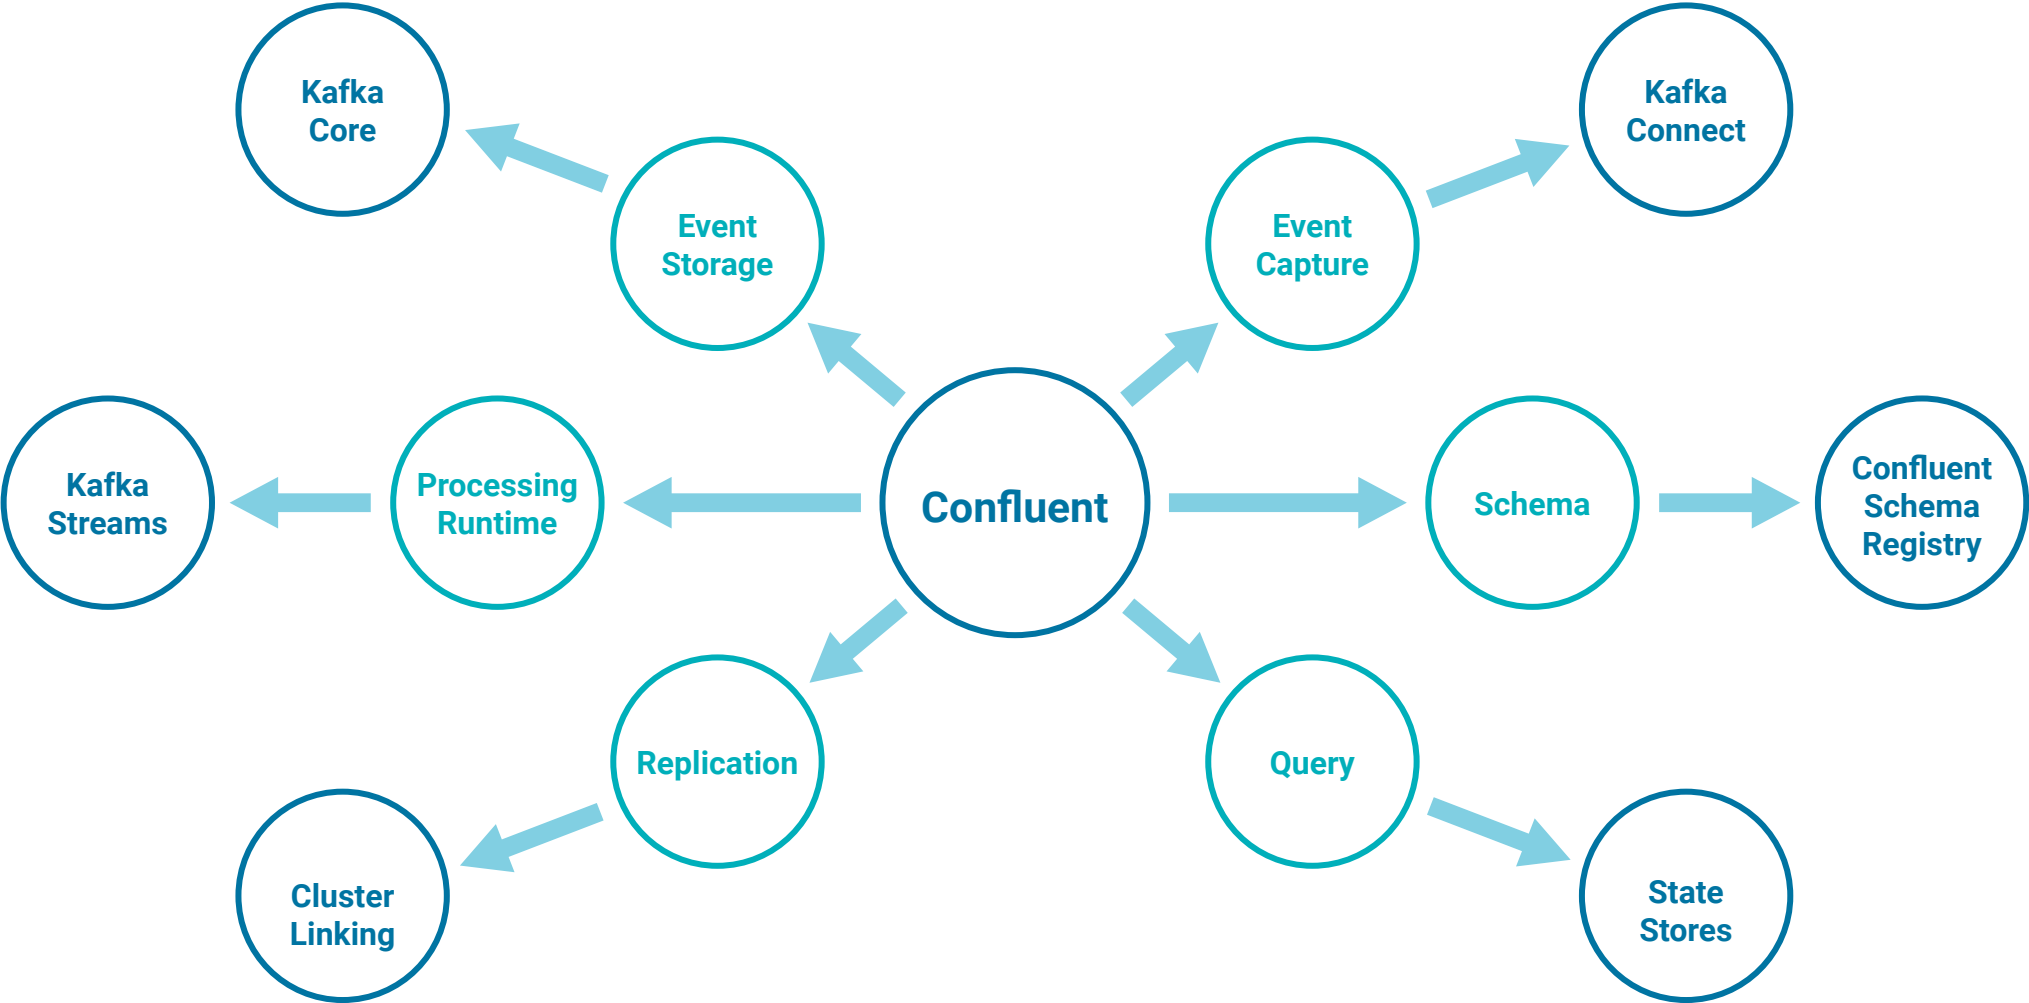 Kafka
Core
Kafka
Connect
Event
Storage
Event
Capture
Kafka
Streams
Processing
Runtime
Confluent
Schema
Confluent
Schema
Registry
Replication
Query
Cluster
Linking
State
Stores